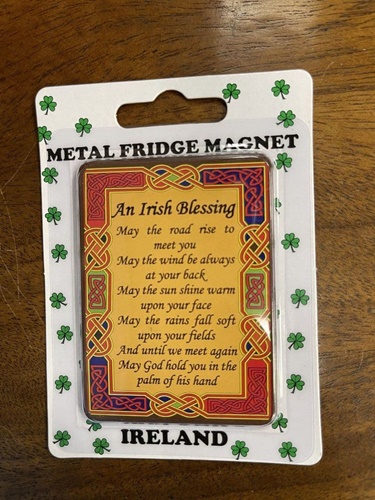 METAL FRIDGE MAGNET
An Irish Blessing
May the road rise to
meet you
May the wind be always
at your back
May the sun shine warm
upon your face
May the rains fall soft
upon your fields
And until we meet again
May God hold you in the
palm of his hand
IRELAND